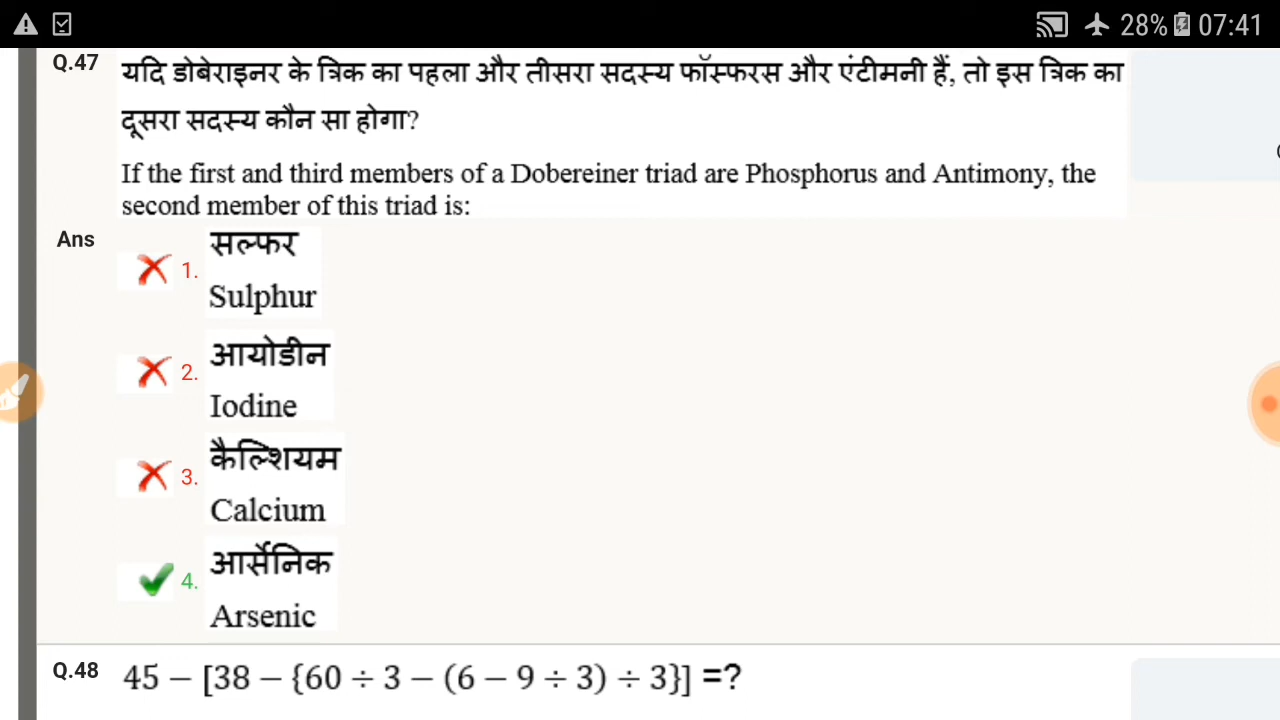 28% 07:41
Q.47 यदि डोबेराइनर के त्रिक का पहला और तीसरा सदस्य फॉस्फरस और एंटीमनी हैं, तो इस त्रिक का
दूसरा सदस्य कौन सा होगा?
If the first and third members of a Dobereiner triad are Phosphorus and Antimony, the
second member of this triad is:
Ans
सल्फर
1.
Sulphur
आयोडीन
2.
Iodine
कैल्शियम
3.
Calcium
आर्सेनिक
4.
Arsenic
Q.48 45 – [38 – {60 ÷ 3 – (6 – 9 ÷ 3) ÷ 3}] =?